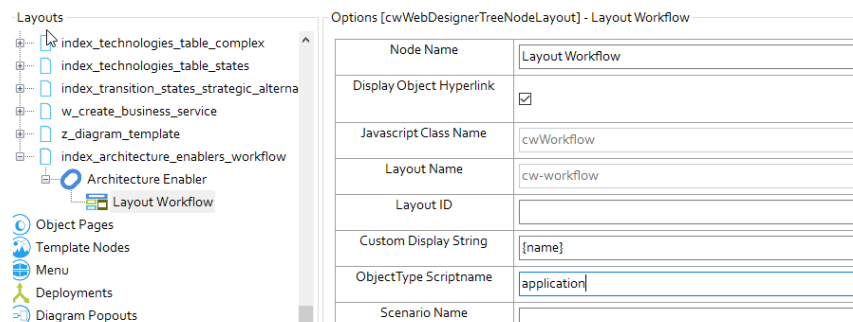 Layouts
index_technologies_table_complex
index_technologies_table_states
index_transition_states_strategic_alterna
w_create_business_service
z_diagram_template
index_architecture_enablers_workflow
Architecture Enabler
Layout Workflow
Object Pages
Template Nodes
Menu
Deployments
Diagram Popouts
Options [cwWebDesignerTreeNodeLayout] - Layout Workflow
Node Name
Layout Workflow
Display Object Hyperlink
Javascript Class Name
cwWorkflow
Layout Name
cw-workflow
Layout ID
Custom Display String
{name}
ObjectType Scriptname
application
Scenario Name